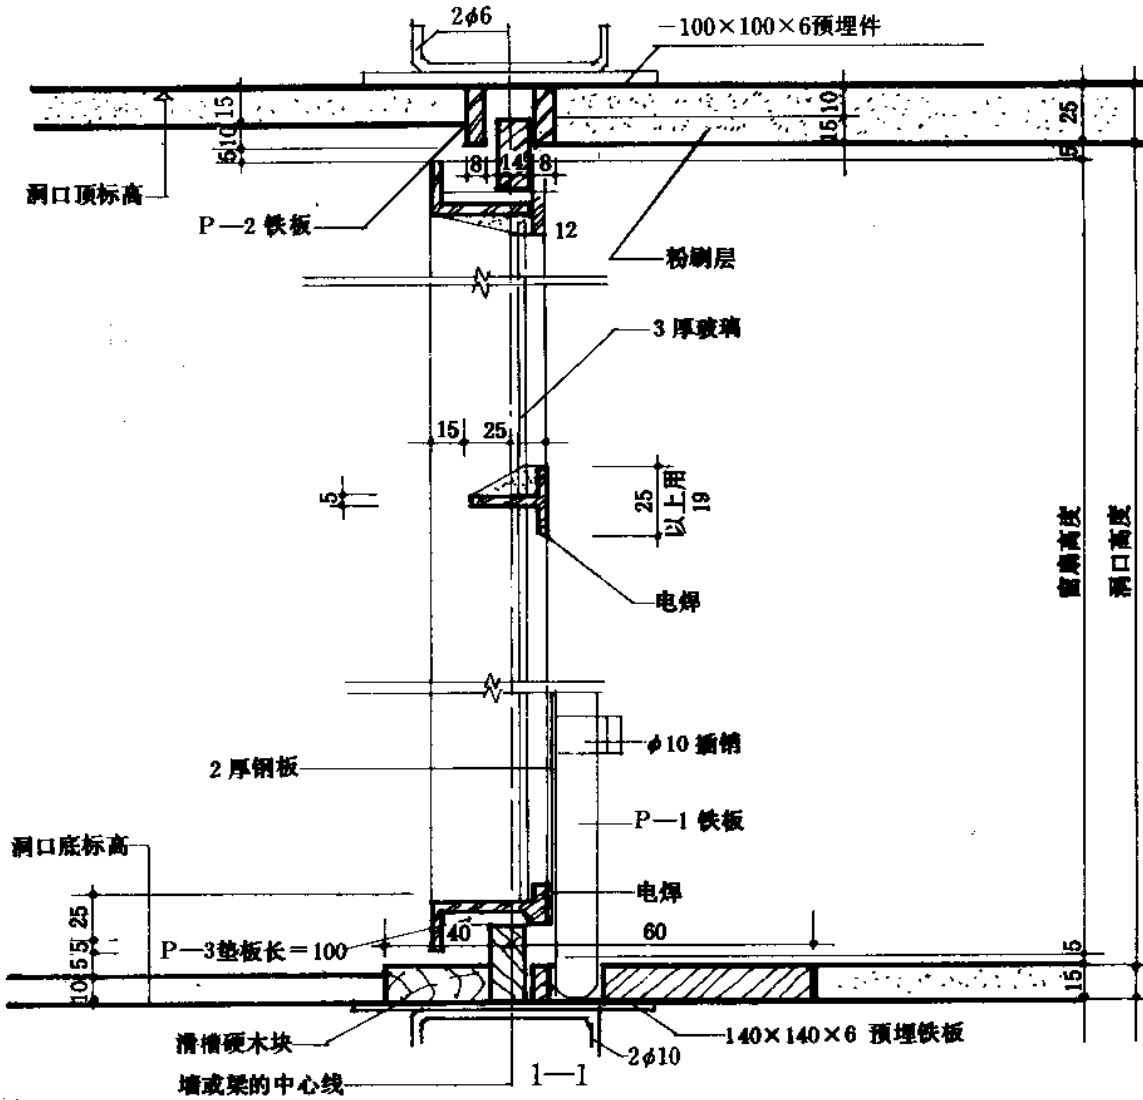 2φ6
-100×100×6预埋件
15
10
5
10
15
25
5
8
14
8
洞口顶标高
P-2 铁板
12
粉刷层
3 厚玻璃
15
25
5
25
以上用
19
电焊
窗扇高度
洞口高度
φ10 插销
2 厚钢板
P-1 铁板
洞口底标高
电焊
25
5
5
10
P-3垫板长=100
40
60
5
15
滑槽硬木块
140×140×6 预埋铁板
2φ10
墙或梁的中心线
1-1